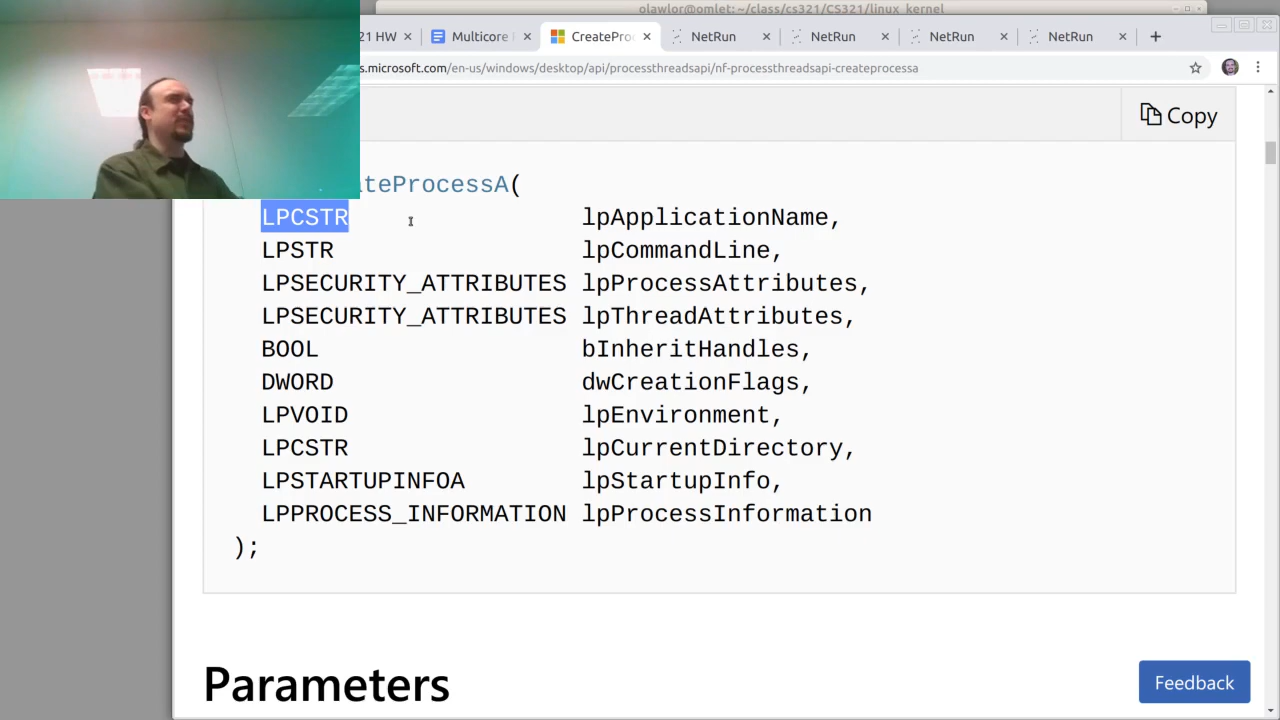 olawlor@omlet: ~/class/cs321/CS321/linux_kernel
21 HW
Multicore
CreateProc
NetRun
NetRun
NetRun
NetRun
s.microsoft.com/en-us/windows/desktop/api/processthreadsapi/nf-processthreadsapi-createprocessa
Copy
ateProcessA(
LPCSTR lpApplicationName,
LPSTR lpCommandLine,
LPSECURITY_ATTRIBUTES lpProcessAttributes,
LPSECURITY_ATTRIBUTES lpThreadAttributes,
BOOL bInheritHandles,
DWORD dwCreationFlags,
LPVOID lpEnvironment,
LPCSTR lpCurrentDirectory,
LPSTARTUPINFOA lpStartupInfo,
LPPROCESS_INFORMATION lpProcessInformation
);
Parameters
Feedback